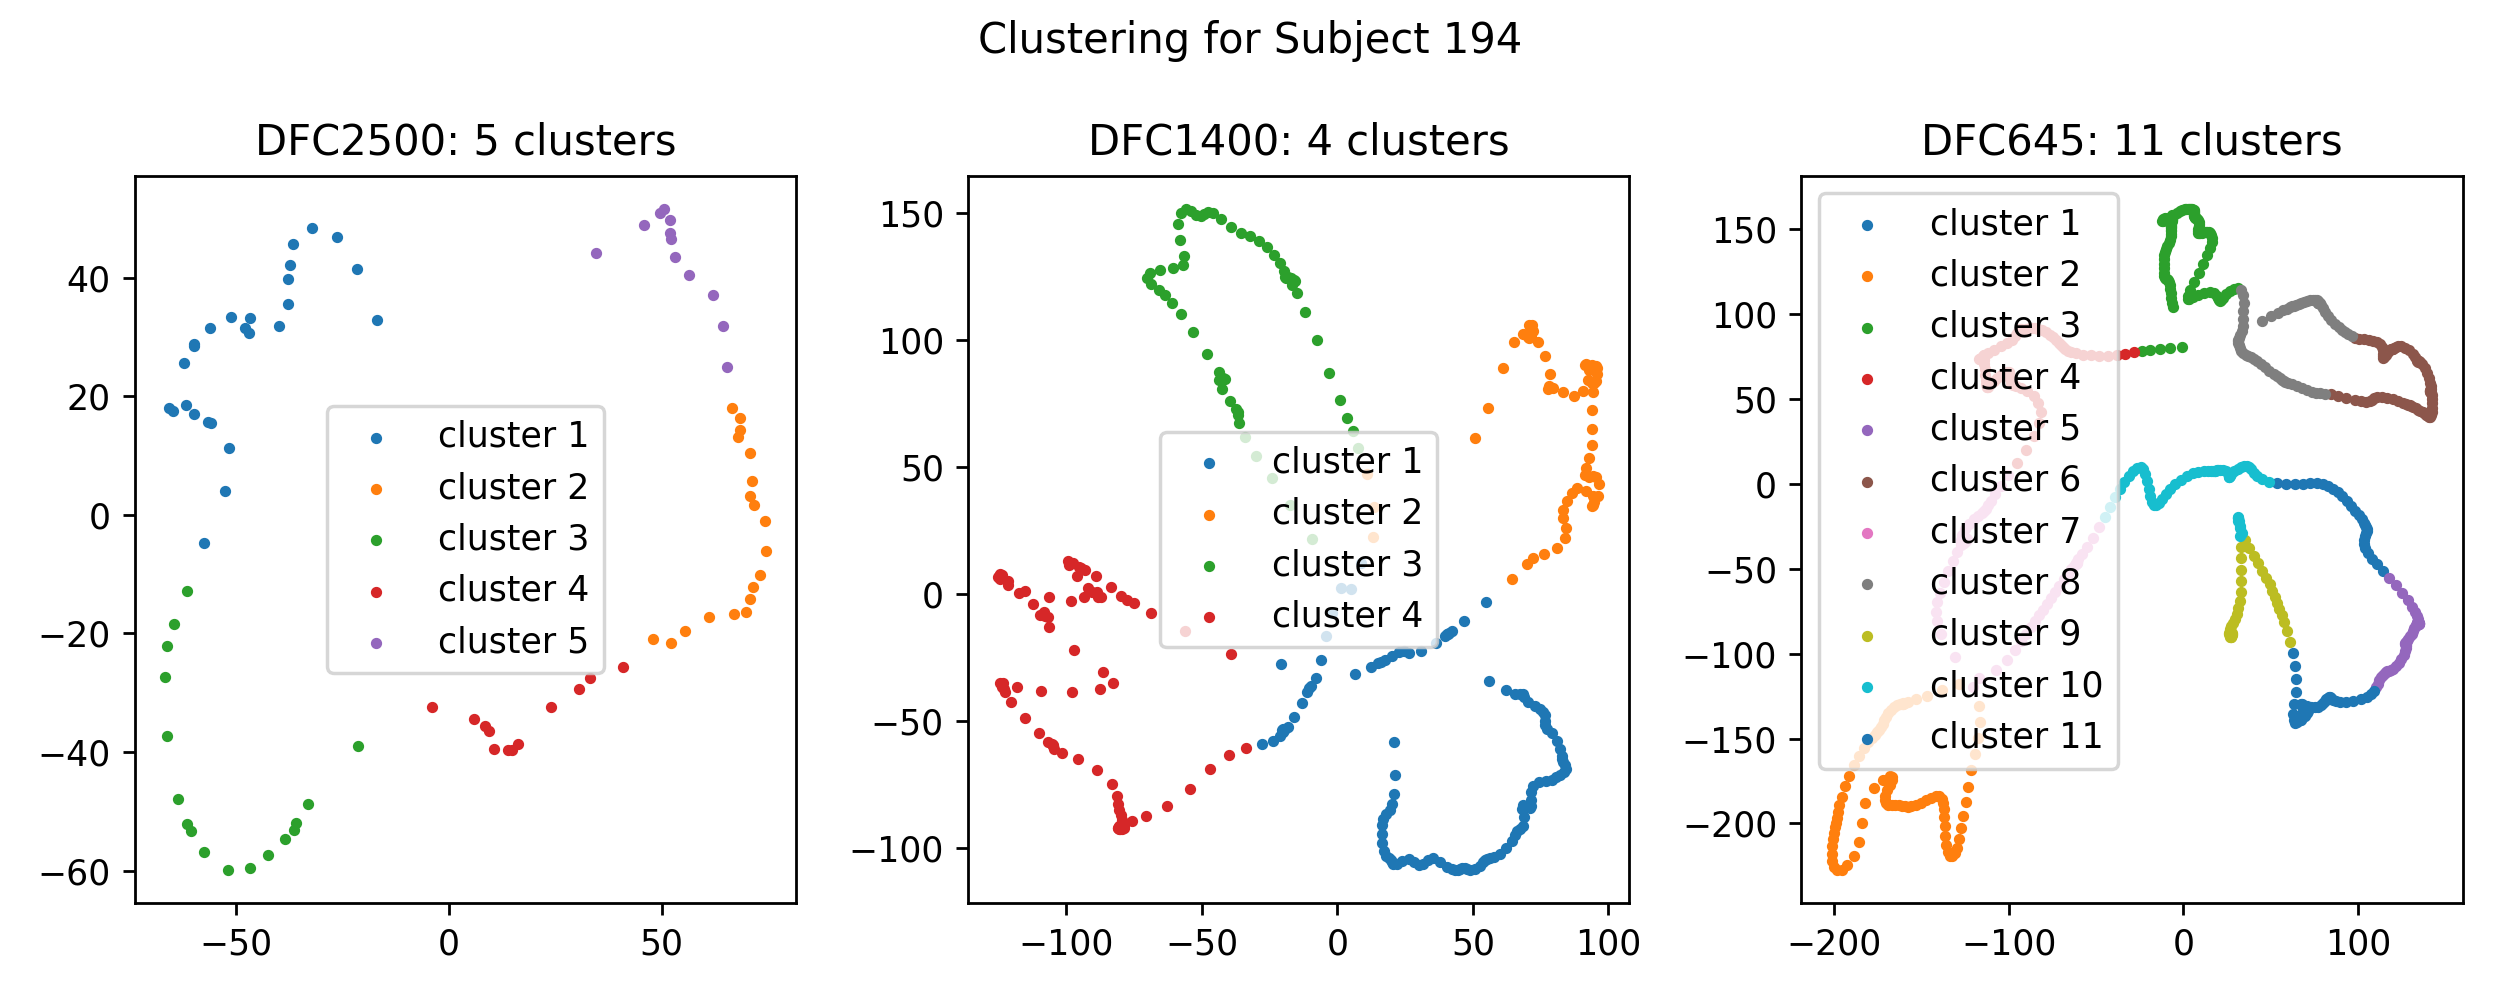 Clustering for Subject 194
DFC2500: 5 clusters
40
20
0
−20
−40
−60
−50
0
50
cluster 1
cluster 2
cluster 3
cluster 4
cluster 5
DFC1400: 4 clusters
150
100
50
0
−50
−100
−100
−50
0
50
100
cluster 1
cluster 2
cluster 3
cluster 4
DFC645: 11 clusters
150
100
50
0
−50
−100
−150
−200
−200
−100
0
100
cluster 1
cluster 2
cluster 3
cluster 4
cluster 5
cluster 6
cluster 7
cluster 8
cluster 9
cluster 10
cluster 11